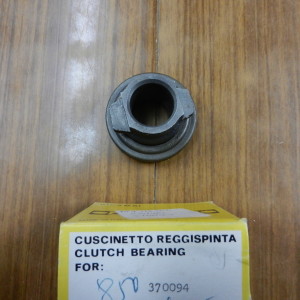 CUSCINETTO REGGISPINTA
CLUTCH BEARING
FOR:
850 370094